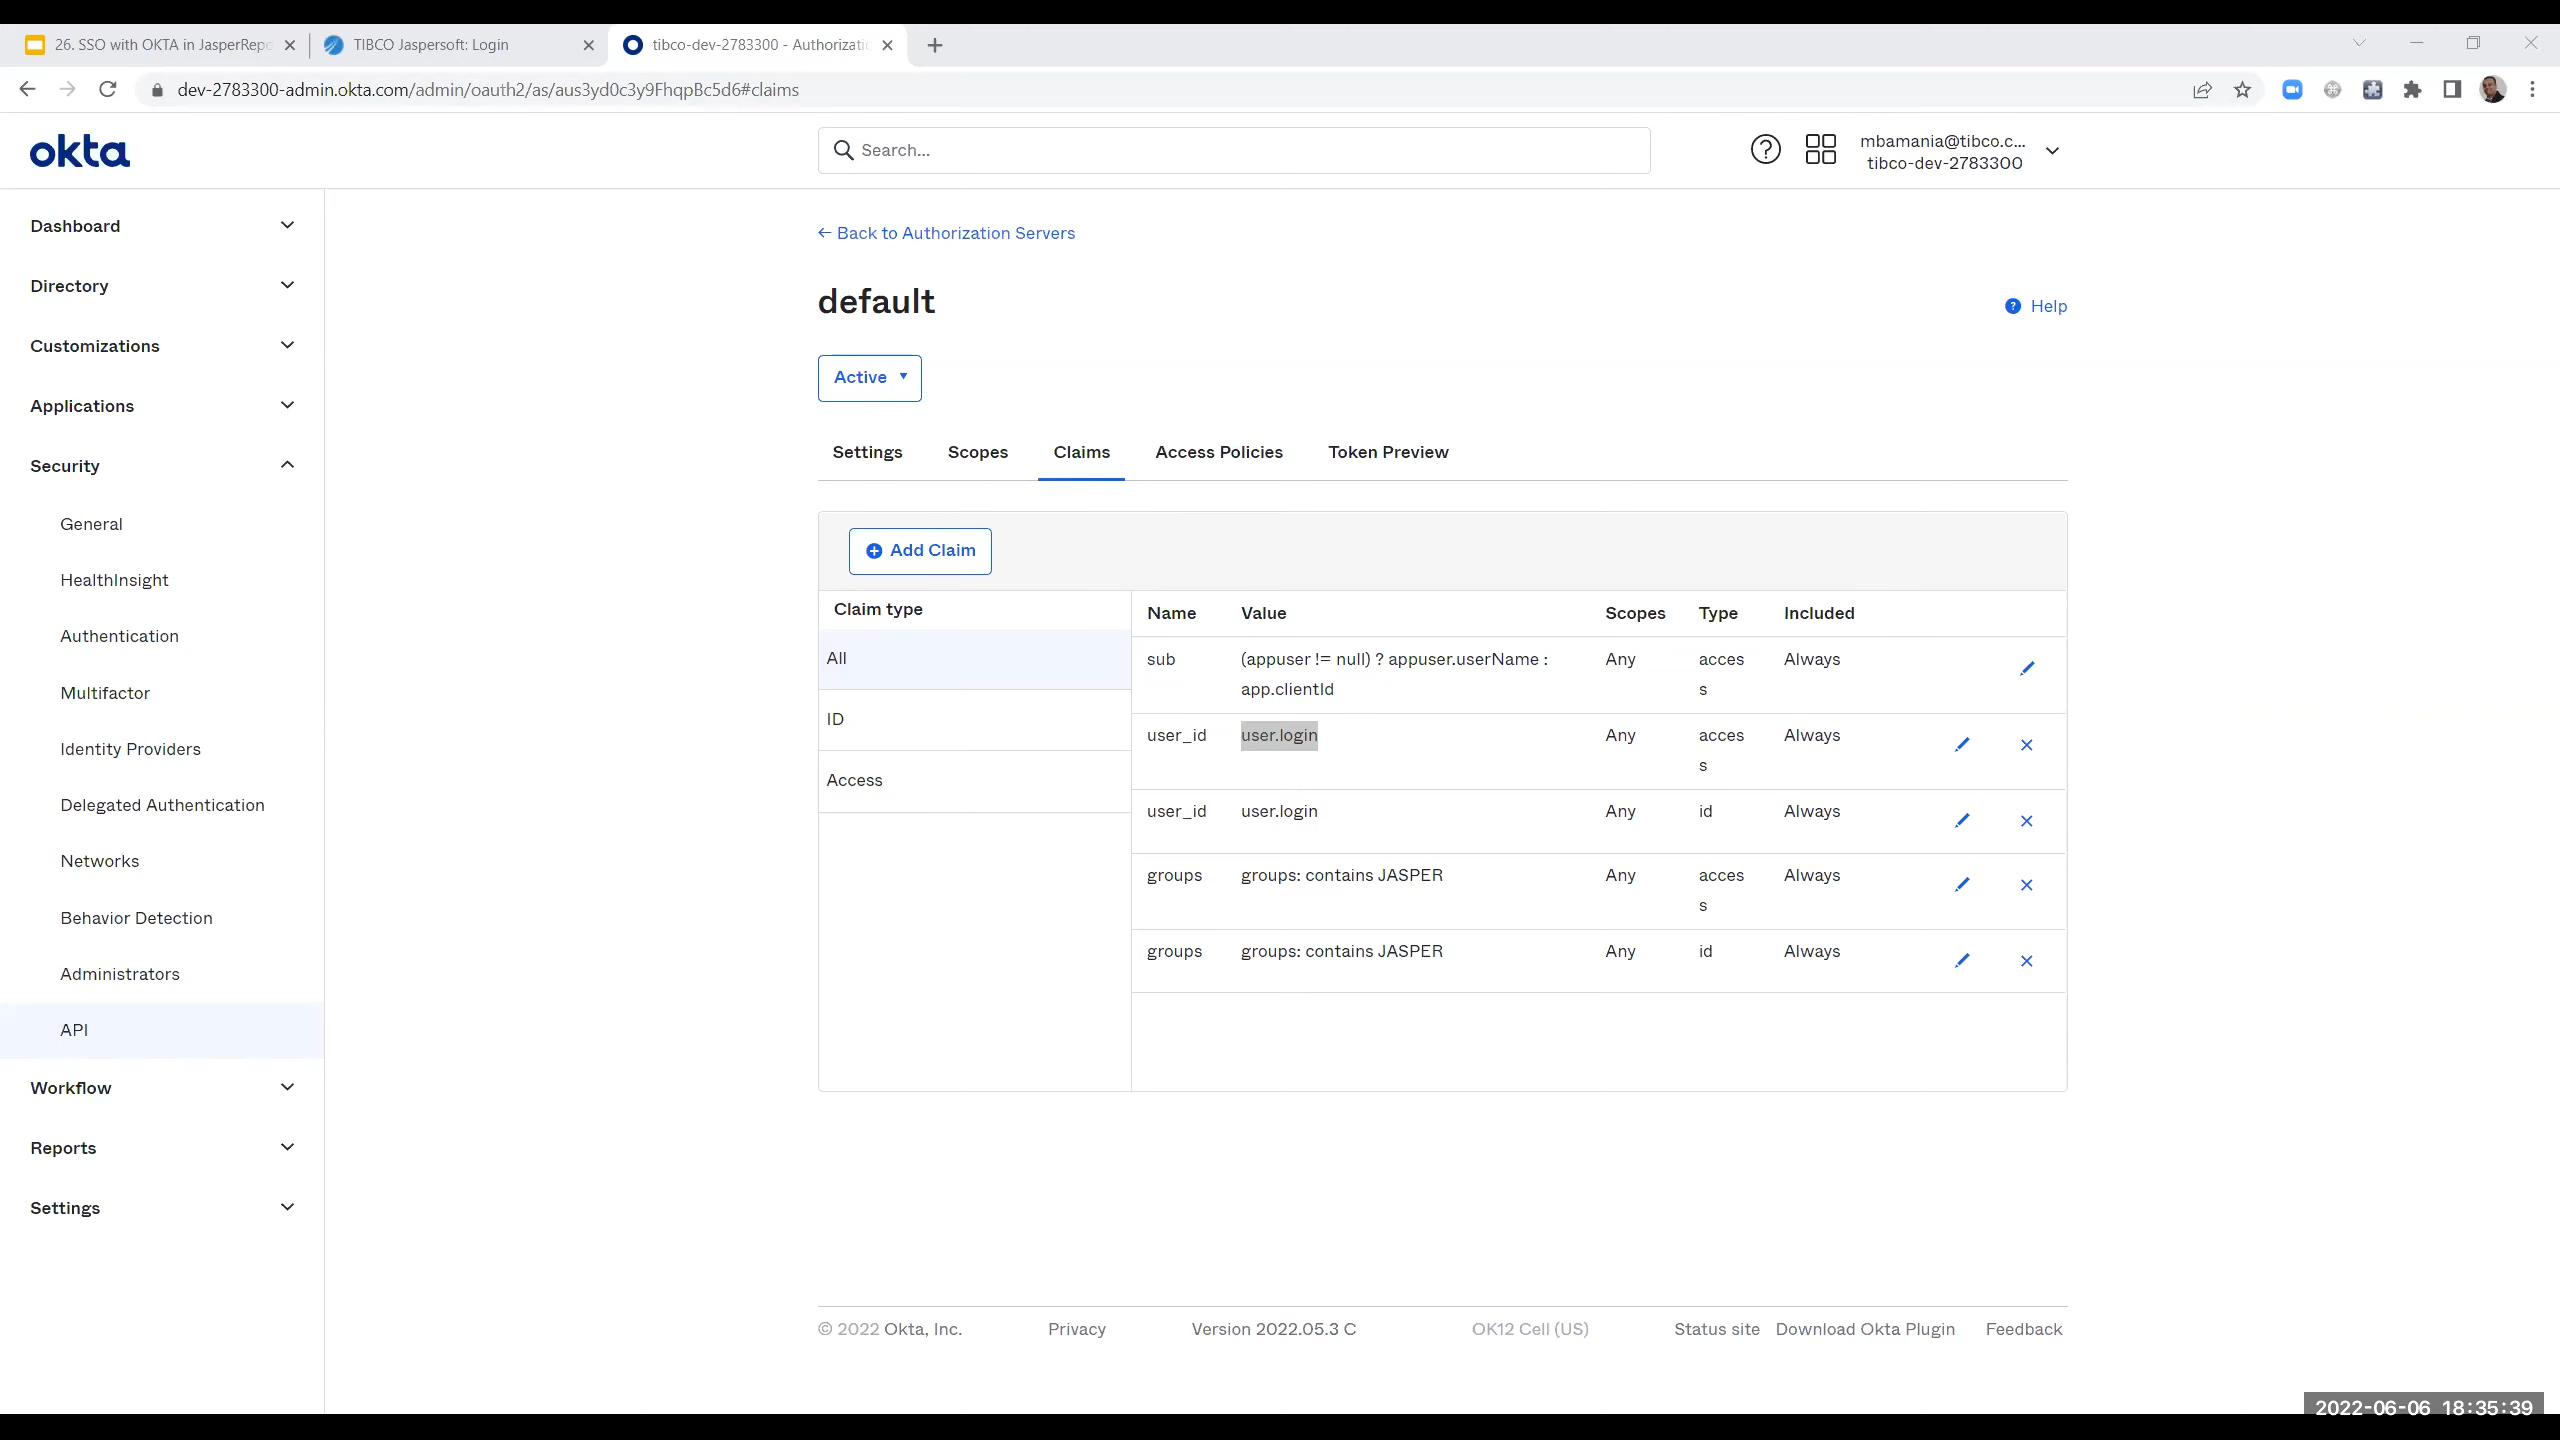 26. SSO with OKTA in JasperRepo
TIBCO Jaspersoft: Login
tibco-dev-2783300 - Authorizatio
dev-2783300-admin.okta.com/admin/oauth2/as/aus3yd0c3y9FhqpBc5d6#claims
okta
Search...
mbamania@tibco.c...
tibco-dev-2783300
Dashboard
Directory
Customizations
Applications
Security
General
HealthInsight
Authentication
Multifactor
Identity Providers
Delegated Authentication
Networks
Behavior Detection
Administrators
API
Workflow
Reports
Settings
← Back to Authorization Servers
default
Help
Active
Settings Scopes Claims Access Policies Token Preview
Add Claim
Claim type
All
ID
Access
Name Value Scopes Type Included
sub (appuser != null) ? appuser.userName : Any acces Always
app.clientId s
user_id user.login Any acces Always
s
user_id user.login Any id Always
groups groups: contains JASPER Any acces Always
s
groups groups: contains JASPER Any id Always
© 2022 Okta, Inc. Privacy Version 2022.05.3 C OK12 Cell (US) Status site Download Okta Plugin Feedback
2022-06-06 18:35:39